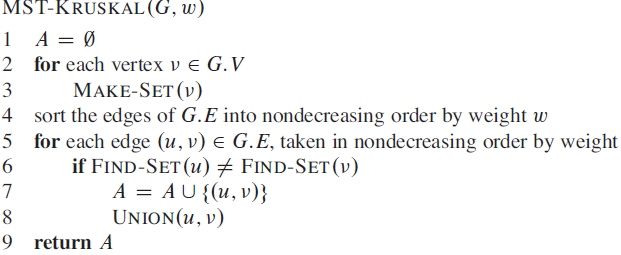 MST-KRUSKAL(G, w)
1 A = ∅
2 for each vertex v ∈ G.V
3 MAKE-SET(v)
4 sort the edges of G.E into nondecreasing order by weight w
5 for each edge (u, v) ∈ G.E, taken in nondecreasing order by weight
6 if FIND-SET(u) ≠ FIND-SET(v)
7 A = A ∪ {(u, v)}
8 UNION(u, v)
9 return A